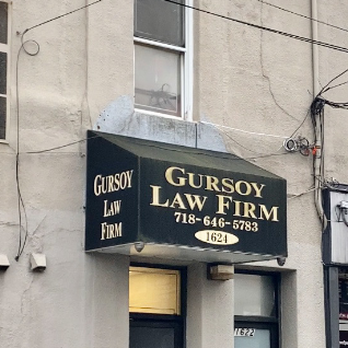 GURSOY
LAW
FIRM
GURSOY
LAW FIRM
718-646-5783
1624
1622